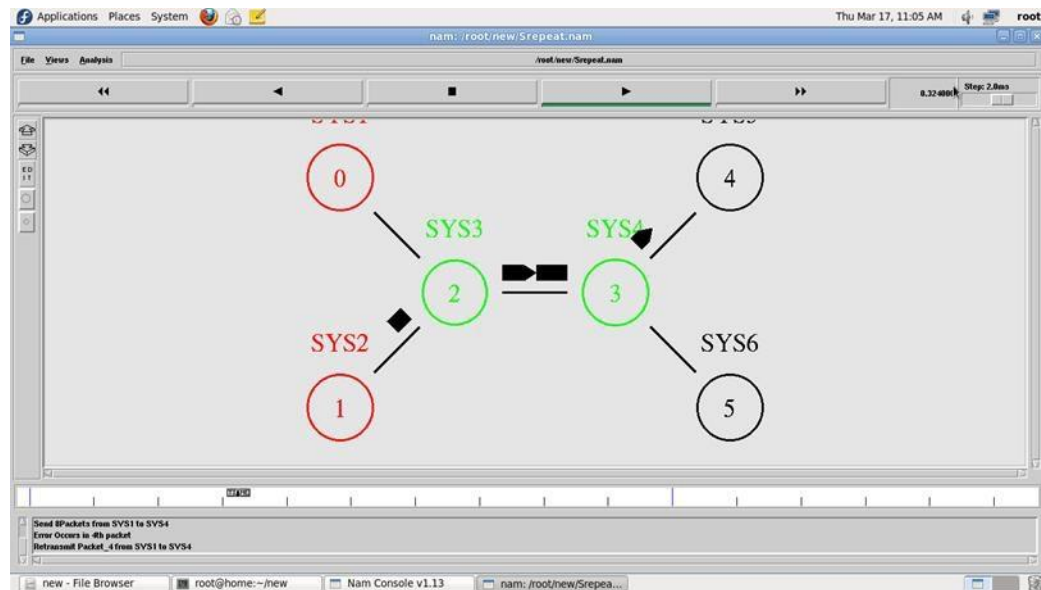 Applications Places System Thu Mar 17, 11:05 AM root
nam: /root/new/Srepeat.nam
File Views Analysis /root/new/Srepeat.nam
Step: 2.0ms
SYS1
0
4
SYS3
SYS4
2
3
SYS2
SYS6
1
5
Send 8Packets from SYS1 to SYS4
Error Occurs in 4th packet
Retransmit Packet_4 from SYS1 to SYS4
new - File Browser root@home:~/new Nam Console v1.13 nam: /root/new/Srepea...